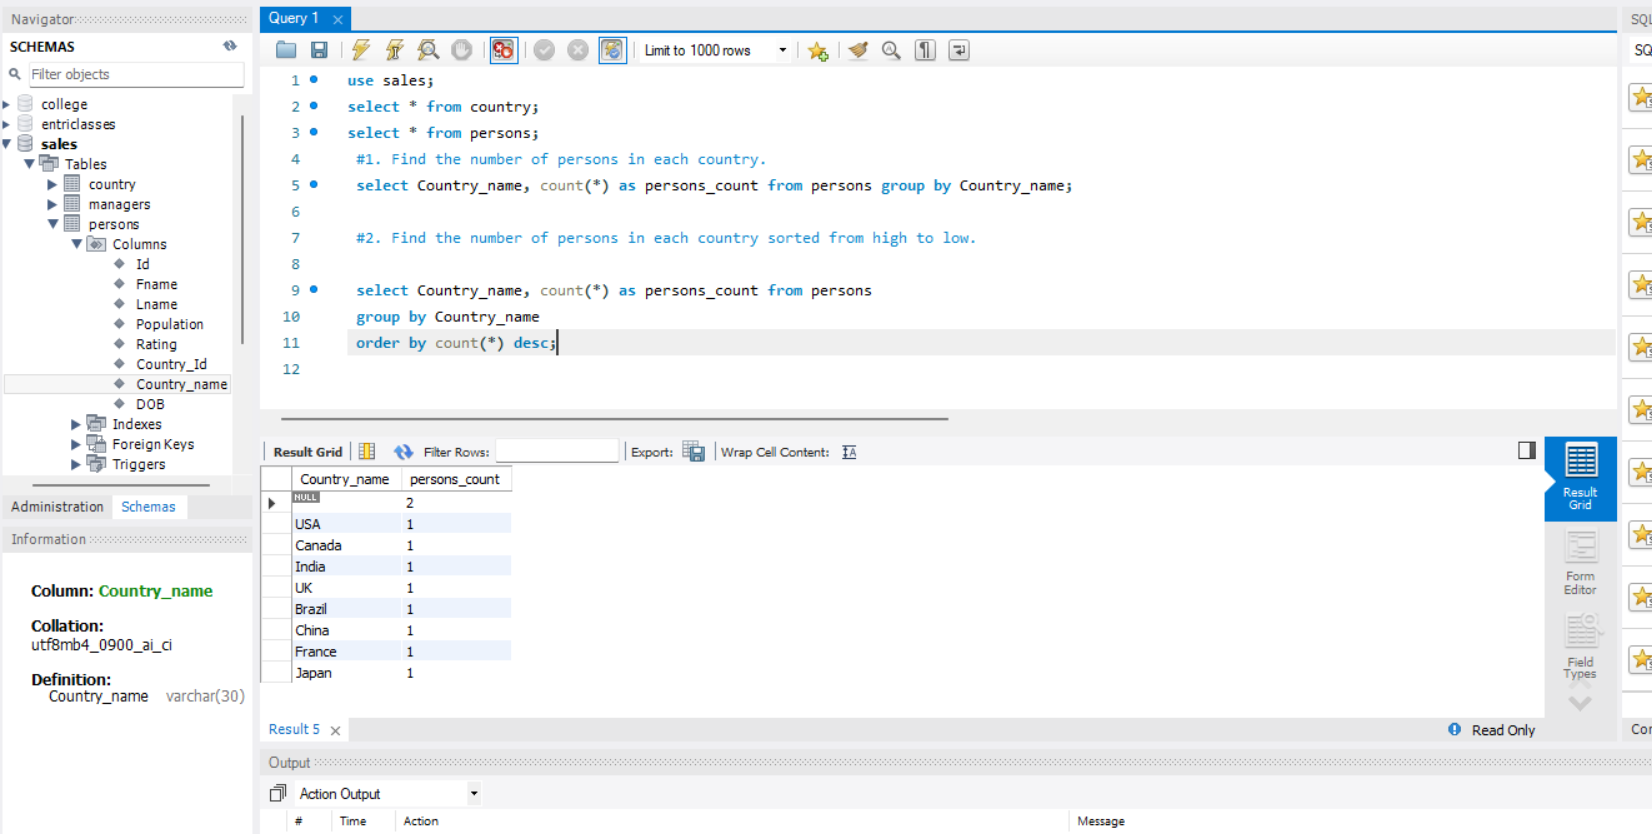 Navigator
SCHEMAS
Filter objects
college
entriclasses
sales
Tables
country
managers
persons
Columns
Id
Fname
Lname
Population
Rating
Country_Id
Country_name
DOB
Indexes
Foreign Keys
Triggers
Administration Schemas
Information
Column: Country_name
Collation:
utf8mb4_0900_ai_ci
Definition:
Country_name varchar(30)
Query 1
Limit to 1000 rows
1 use sales;
2 select * from country;
3 select * from persons;
4 #1. Find the number of persons in each country.
5 select Country_name, count(*) as persons_count from persons group by Country_name;
6
7 #2. Find the number of persons in each country sorted from high to low.
8
9 select Country_name, count(*) as persons_count from persons
10 group by Country_name
11 order by count(*) desc;
12
Result Grid Filter Rows: Export: Wrap Cell Content:
Country_name persons_count
NULL 2
USA 1
Canada 1
India 1
UK 1
Brazil 1
China 1
France 1
Japan 1
Result
Grid
Form
Editor
Field
Types
Result 5 Read Only
Output
Action Output
# Time Action Message